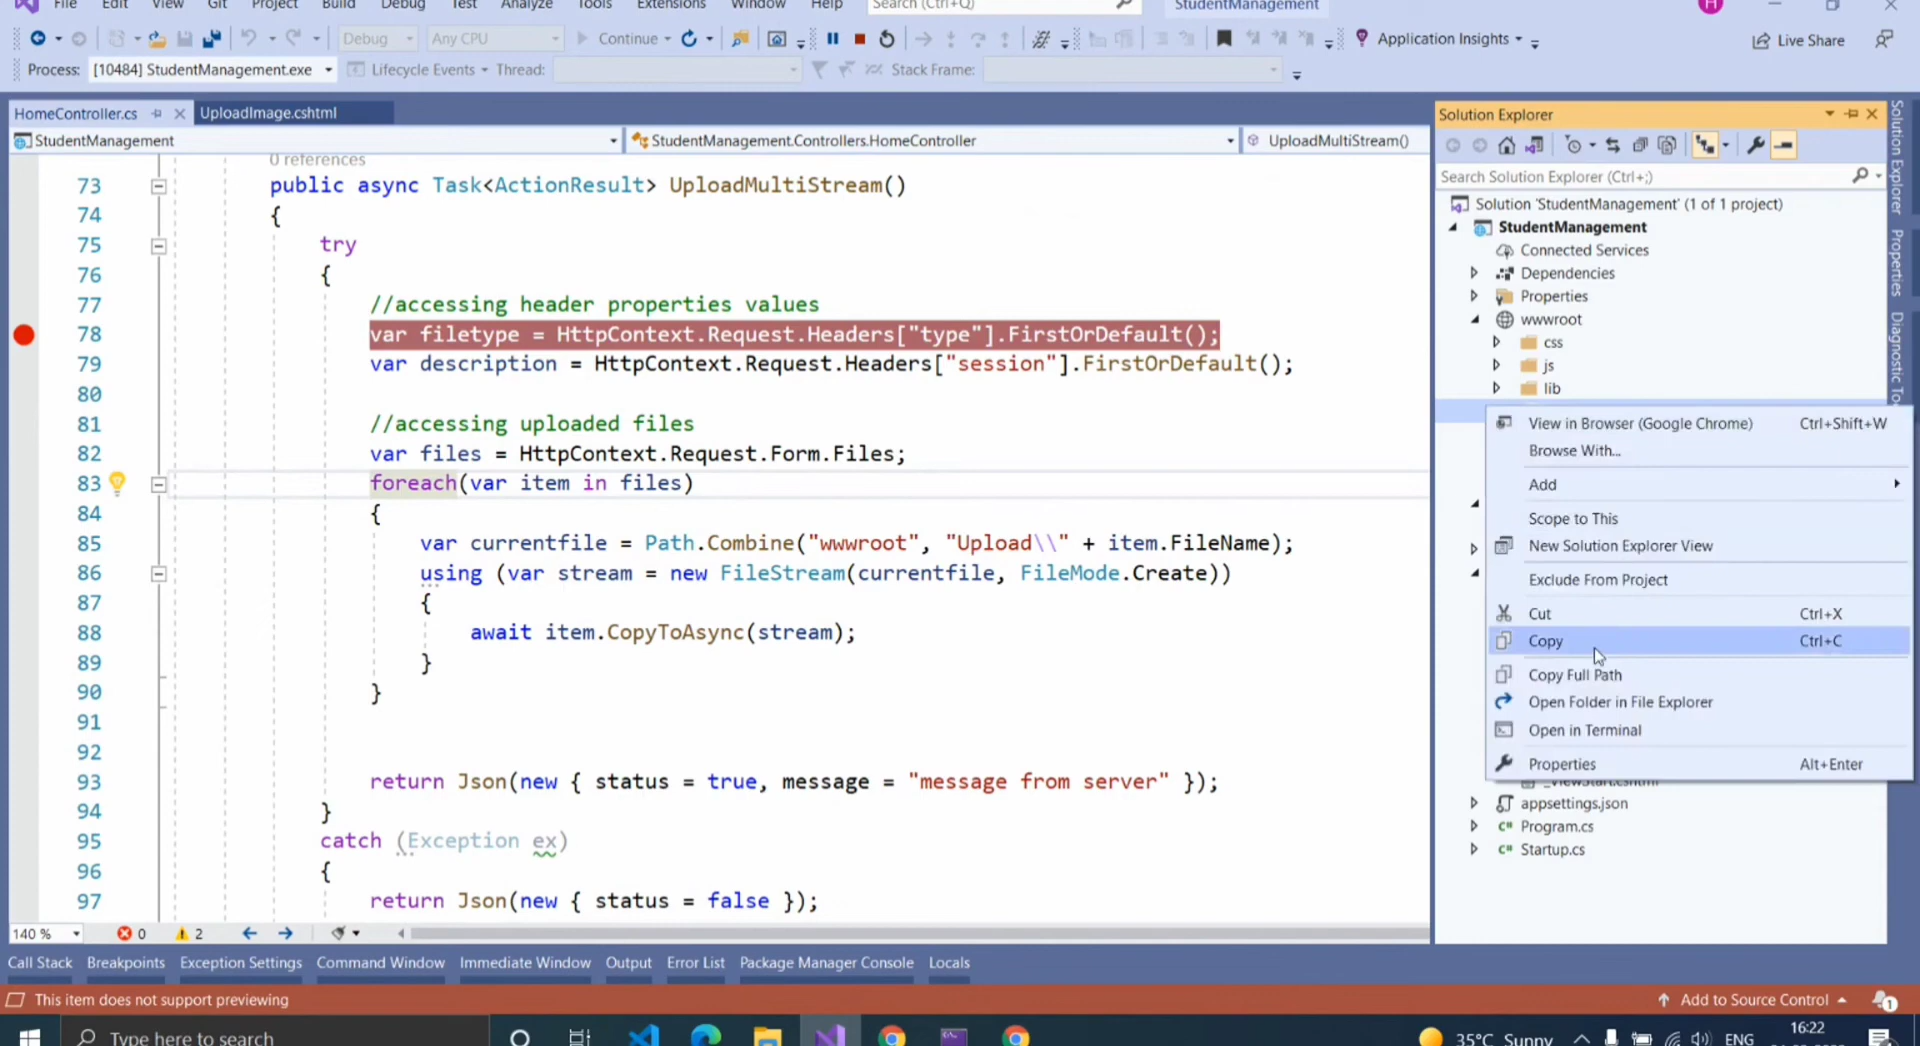 File Edit View Git Project Build Debug Test Analyze Tools Extensions Window Help Search (Ctrl+Q) StudentManagement H
Debug Any CPU Continue Application Insights Live Share
Process: [10484] StudentManagement.exe Lifecycle Events Thread: Stack Frame:
HomeController.cs UploadImage.cshtml
StudentManagement StudentManagement.Controllers.HomeController UploadMultiStream()
0 references
73 public async Task<ActionResult> UploadMultiStream()
74 {
75 try
76 {
77 //accessing header properties values
78 var filetype = HttpContext.Request.Headers["type"].FirstOrDefault();
79 var description = HttpContext.Request.Headers["session"].FirstOrDefault();
80
81 //accessing uploaded files
82 var files = HttpContext.Request.Form.Files;
83 foreach(var item in files)
84 {
85 var currentfile = Path.Combine("wwwroot", "Upload\\" + item.FileName);
86 using (var stream = new FileStream(currentfile, FileMode.Create))
87 {
88 await item.CopyToAsync(stream);
89 }
90 }
91
92
93 return Json(new { status = true, message = "message from server" });
94 }
95 catch (Exception ex)
96 {
97 return Json(new { status = false });
140 % 0 2
Solution Explorer
Search Solution Explorer (Ctrl+;)
Solution 'StudentManagement' (1 of 1 project)
StudentManagement
Connected Services
Dependencies
Properties
wwwroot
css
js
lib
View in Browser (Google Chrome) Ctrl+Shift+W
Browse With...
Add
Scope to This
New Solution Explorer View
Exclude From Project
Cut Ctrl+X
Copy Ctrl+C
Copy Full Path
Open Folder in File Explorer
Open in Terminal
Properties Alt+Enter
_ViewStart.cshtml
appsettings.json
C# Program.cs
C# Startup.cs
Solution Explorer
Properties
Diagnostic To
Call Stack Breakpoints Exception Settings Command Window Immediate Window Output Error List Package Manager Console Locals
This item does not support previewing Add to Source Control 1
Type here to search 35°C Sunny ENG 16:22